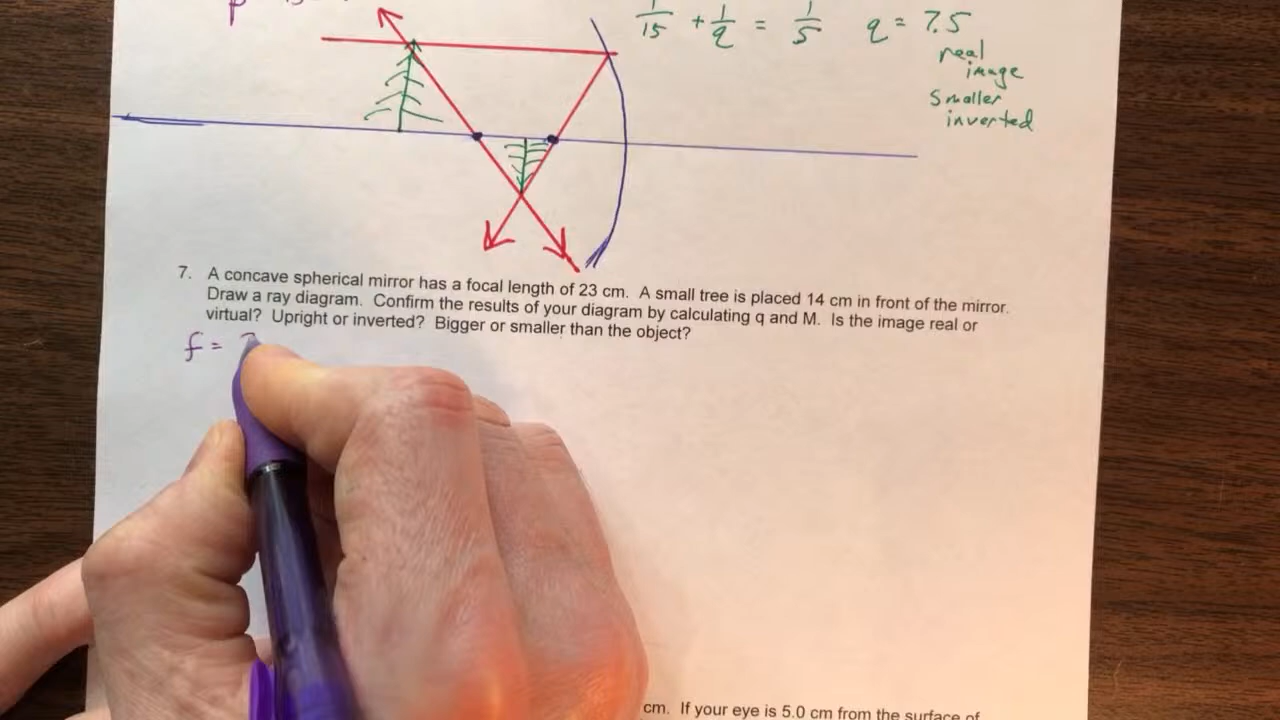 1/15 + 1/q = 1/5 q = 7.5
real
image
smaller
inverted
7. A concave spherical mirror has a focal length of 23 cm. A small tree is placed 14 cm in front of the mirror.
Draw a ray diagram. Confirm the results of your diagram by calculating q and M. Is the image real or
virtual? Upright or inverted? Bigger or smaller than the object?
f =
cm. If your eye is 5.0 cm from the surface of